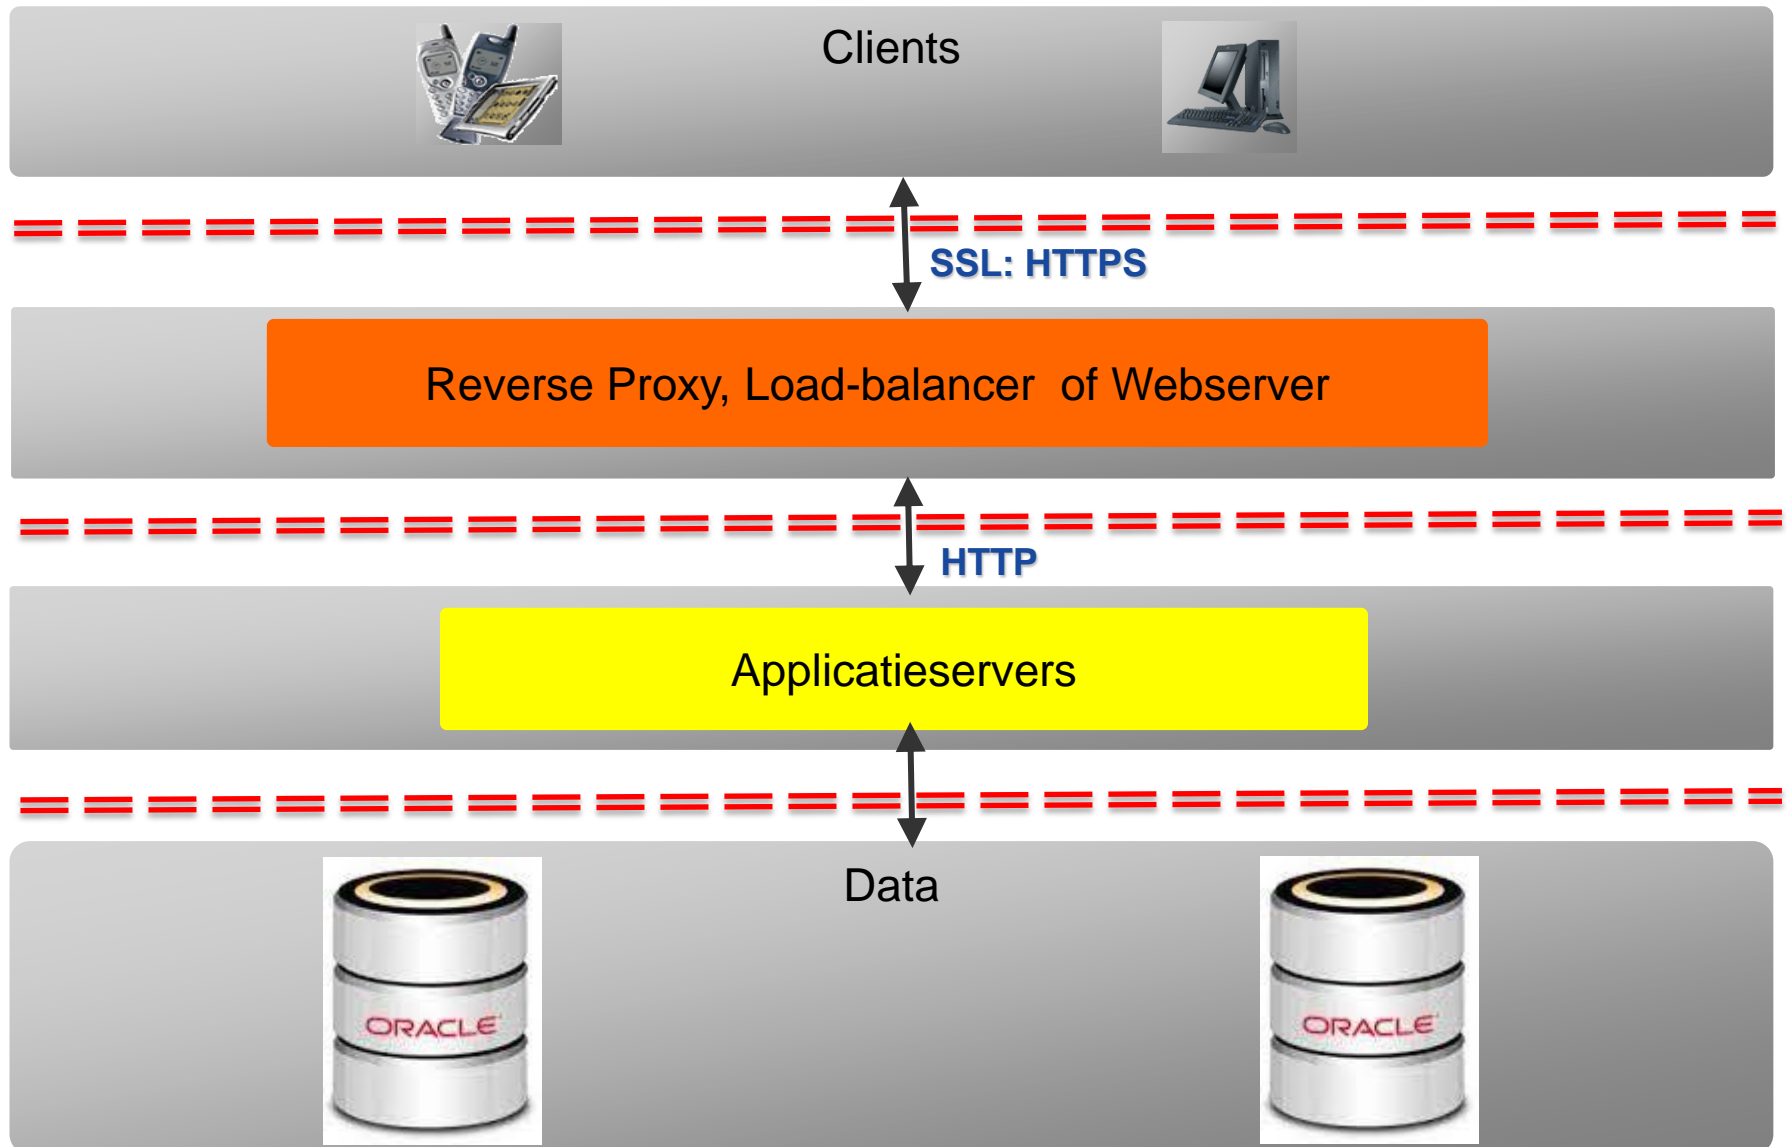 Clients
SSL: HTTPS
Reverse Proxy, Load-balancer  of Webserver
HTTP
Applicatieservers
Data
ORACLE
ORACLE